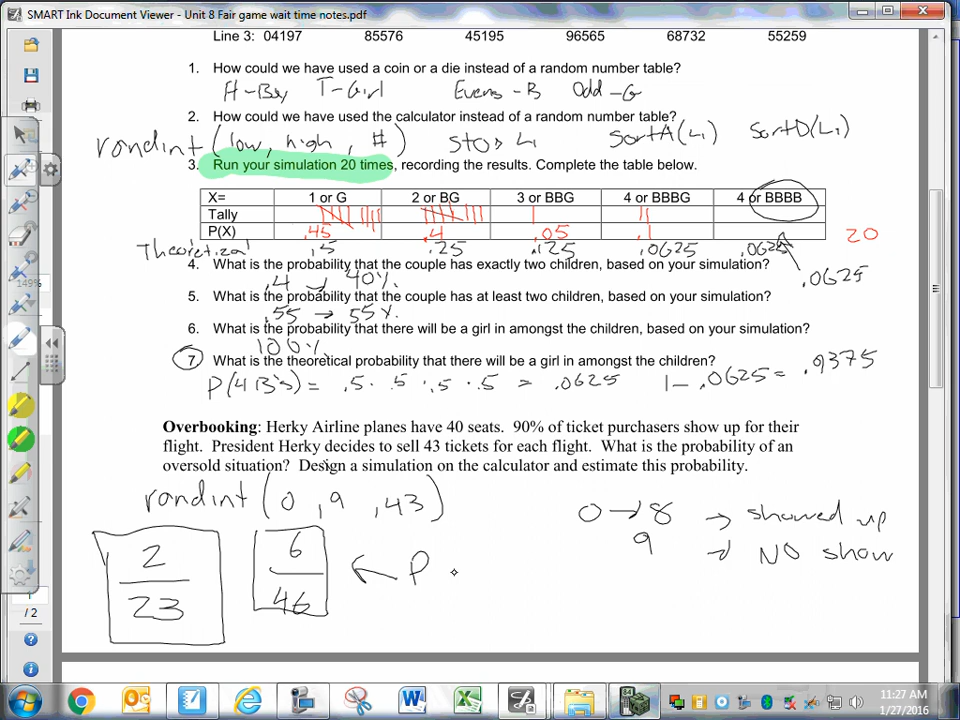 SMART Ink Document Viewer - Unit 8 Fair game wait time notes.pdf
Line 3: 04197 85576 45195 96565 68732 55259
1. How could we have used a coin or a die instead of a random number table?
H-Boy T-Girl Evens-B Odd-G
2. How could we have used the calculator instead of a random number table?
randint (low, high, #) STO> L1 SortA(L1) SortD(L1)
3. Run your simulation 20 times, recording the results. Complete the table below.
X= 1 or G 2 or BG 3 or BBG 4 or BBBG 4 or BBBB
Tally
P(X) .45 .4 .05 .1 20
Theoretical .5 .25 .125 .0625 .0625
4. What is the probability that the couple has exactly two children, based on your simulation?
.4 → 40% .0625
5. What is the probability that the couple has at least two children, based on your simulation?
.55 → 55%
6. What is the probability that there will be a girl in amongst the children, based on your simulation?
100%
7 What is the theoretical probability that there will be a girl in amongst the children?
P(4 B's) = .5 · .5 · .5 · .5 = .0625 1 - .0625 = .9375
Overbooking: Herky Airline planes have 40 seats. 90% of ticket purchasers show up for their
flight. President Herky decides to sell 43 tickets for each flight. What is the probability of an
oversold situation? Design a simulation on the calculator and estimate this probability.
randint (0, 9, 43)
0 → 8 → showed up
9 → NO show
2/23 6/46 ← P
149%
1
/ 2
11:27 AM
1/27/2016